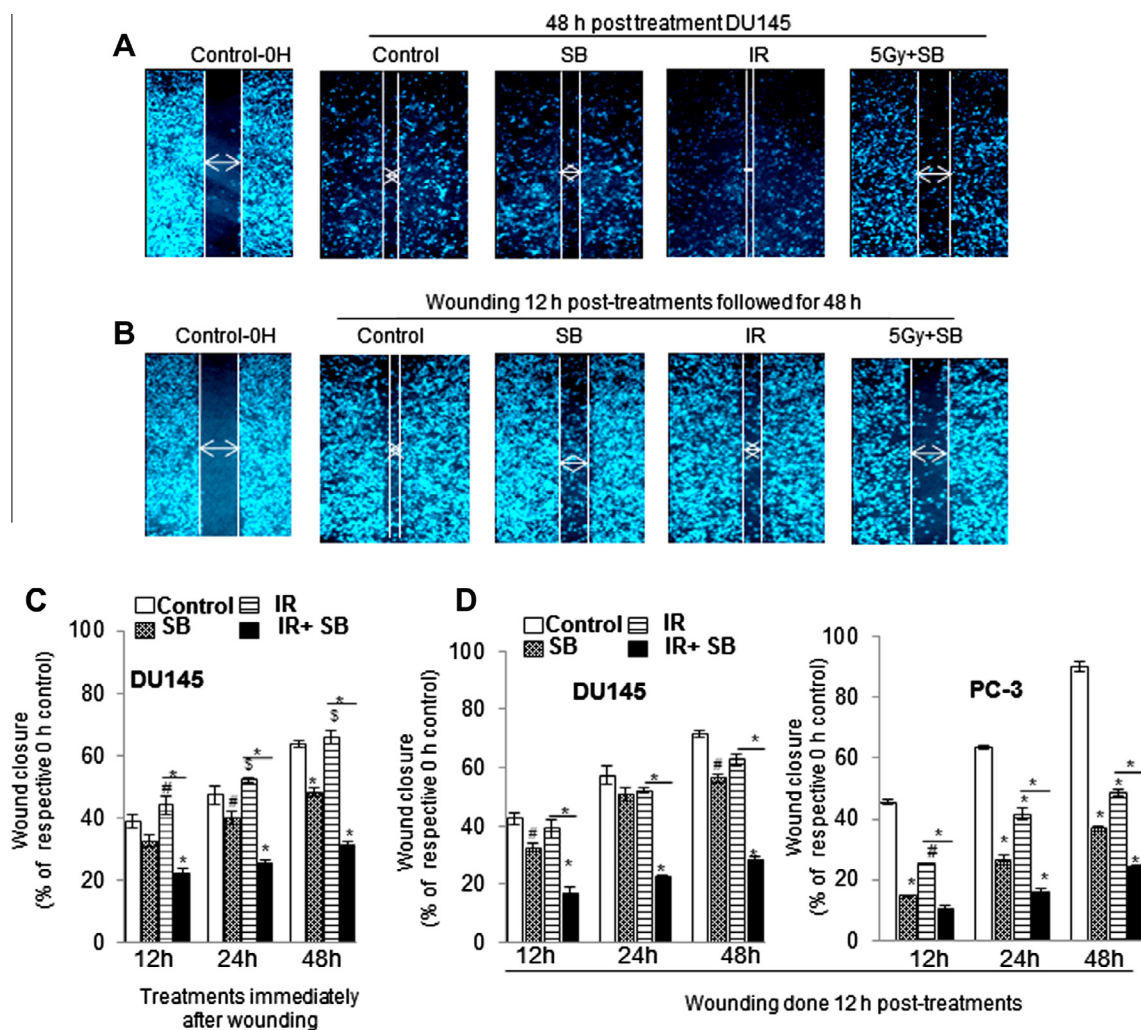 A
48 h post treatment DU145
Control-0H Control SB IR 5Gy+SB
B
Wounding 12 h post-treatments followed for 48 h
Control-0H Control SB IR 5Gy+SB
C
Control IR
SB IR+ SB
DU145
Wound closure
(% of respective 0 h control)
100
80
60
40
20
0
* # * # $ * * * $ *
12h 24h 48h
Treatments immediately
after wounding
D
Control IR
SB IR+ SB
DU145
Wound closure
(% of respective 0 h control)
100
80
60
40
20
0
# * * * * # * *
12h 24h 48h
PC-3
Wound closure
(% of respective 0 h control)
100
80
60
40
20
0
* # * * * * * * * * *
12h 24h 48h
Wounding done 12 h post-treatments